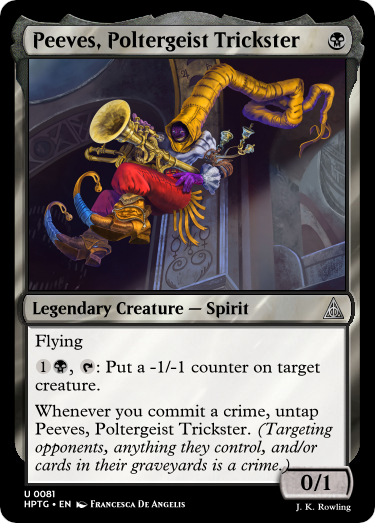 Peeves, Poltergeist Trickster
Legendary Creature — Spirit
Flying
1 , : Put a -1/-1 counter on target
creature.
Whenever you commit a crime, untap
Peeves, Poltergeist Trickster. (Targeting
opponents, anything they control, and/or
cards in their graveyards is a crime.)
0/1
U 0081
HPTG • EN Francesca De Angelis
J. K. Rowling